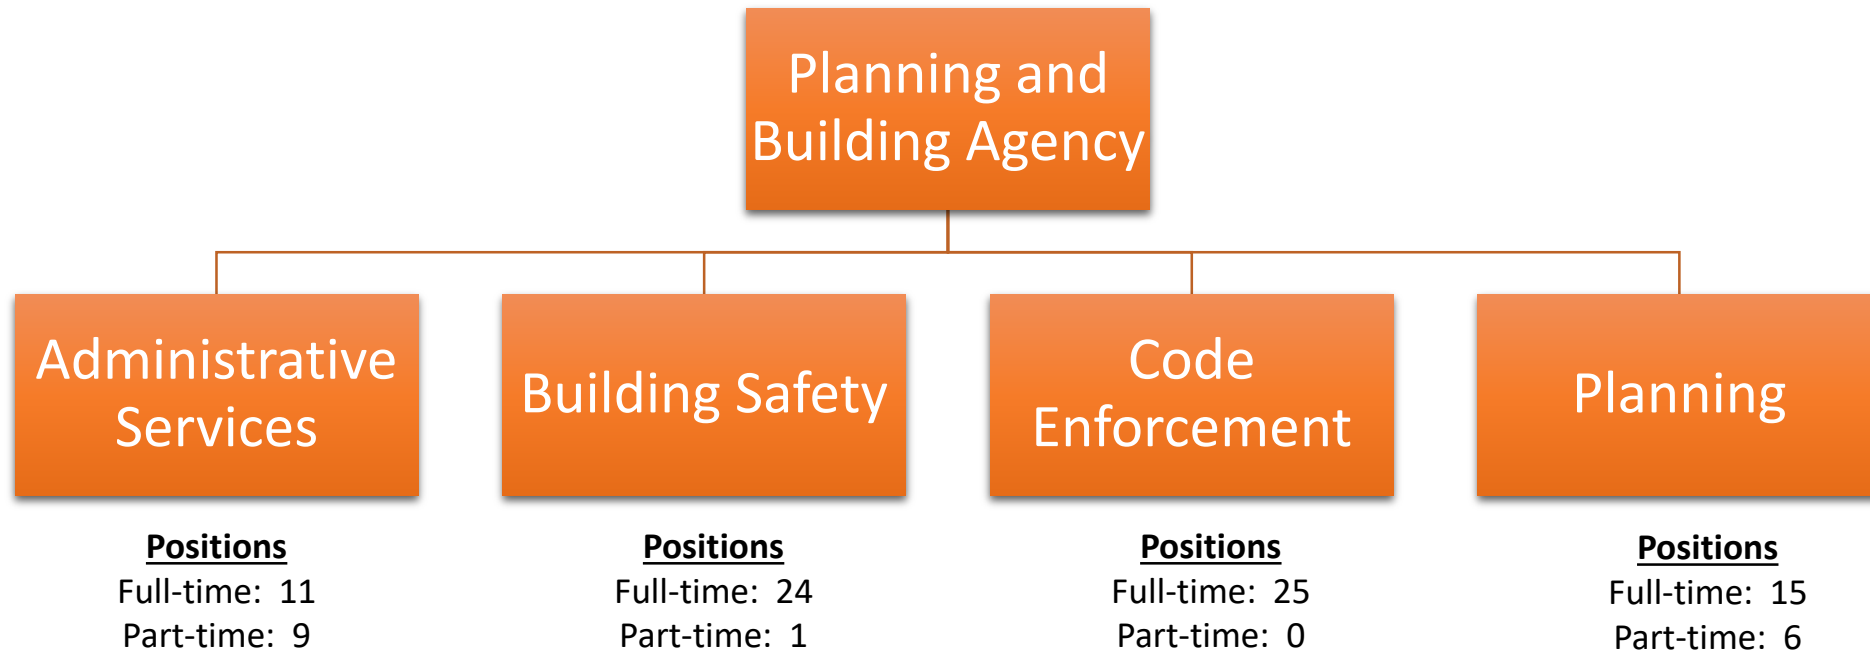 Planning and
Building Agency
Administrative
Services
Building Safety
Code
Enforcement
Planning
Positions
Full-time: 11
Part-time: 9
Positions
Full-time: 24
Part-time: 1
Positions
Full-time: 25
Part-time: 0
Positions
Full-time: 15
Part-time: 6